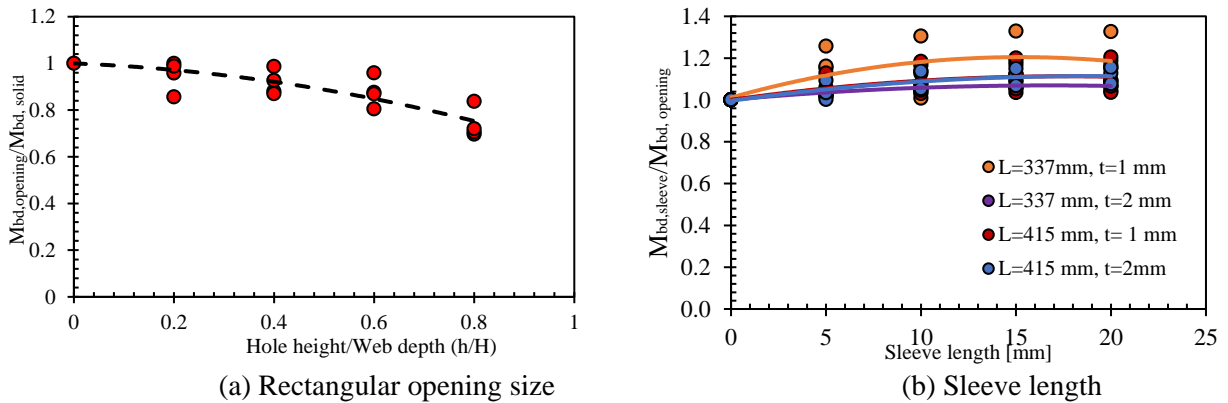 Mbd,opening/Mbd, solid
1.2
1
0.8
0.6
0.4
0.2
0
0 0.2 0.4 0.6 0.8 1
Hole height/Web depth (h/H)
(a) Rectangular opening size
Mbd,sleeve/Mbd, opening
1.4
1.2
1.0
0.8
0.6
0.4
0.2
0.0
L=337mm, t=1 mm
L=337 mm, t=2 mm
L=415 mm, t= 1 mm
L=415 mm, t=2mm
0 5 10 15 20 25
Sleeve length [mm]
(b) Sleeve length